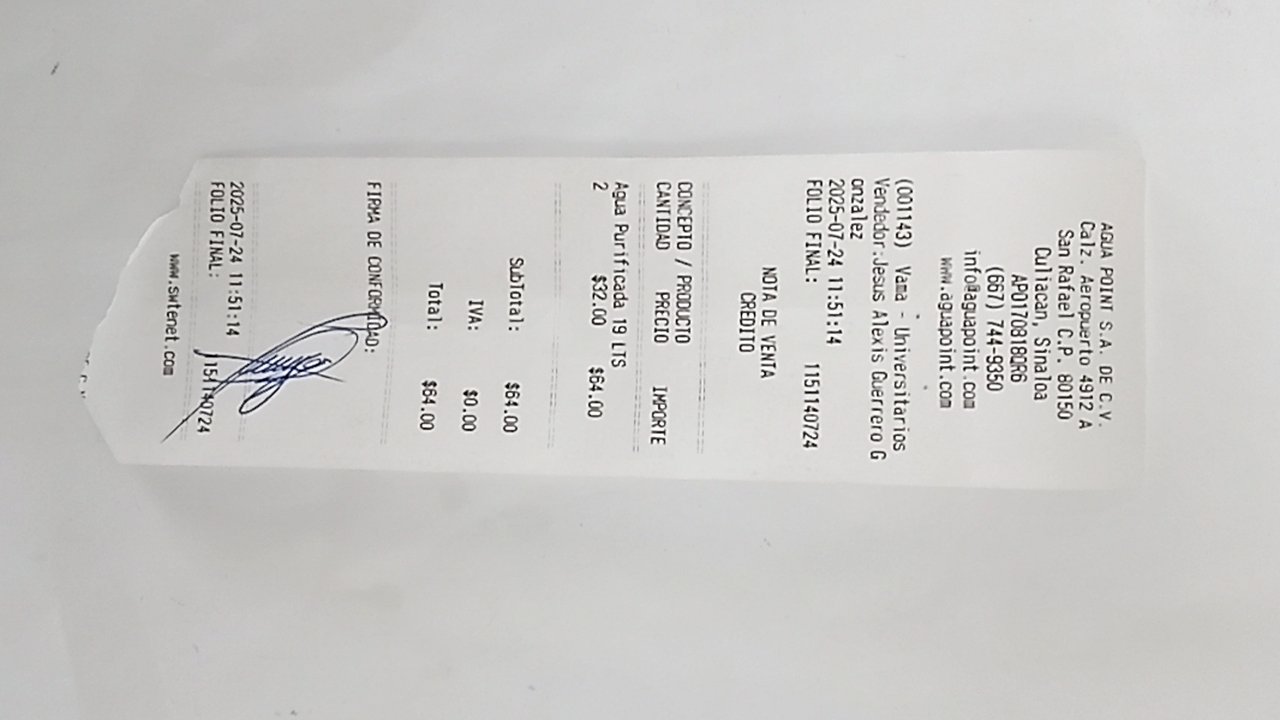 AGUA POINT S.A. DE C.V.
Calz. Aeropuerto 4912 A
San Rafael C.P. 80150
Culiacan, Sinaloa
APO170818QR6
(667) 744-9350
info@aguapoint.com
www.aguapoint.com
(001143) Vama - Universitarios
Vendedor:Jesus Alexis Guerrero G
onzalez
2025-07-24 11:51:14
FOLIO FINAL: 1151140724
NOTA DE VENTA
CREDITO
CONCEPTO / PRODUCTO
CANTIDAD PRECIO IMPORTE
Agua Purificada 19 LTS
2 $32.00 $64.00
SubTotal: $64.00
IVA: $0.00
Total: $64.00
FIRMA DE CONFORMIDAD:
2025-07-24 11:51:14
FOLIO FINAL: 1151140724
www.swtenet.com